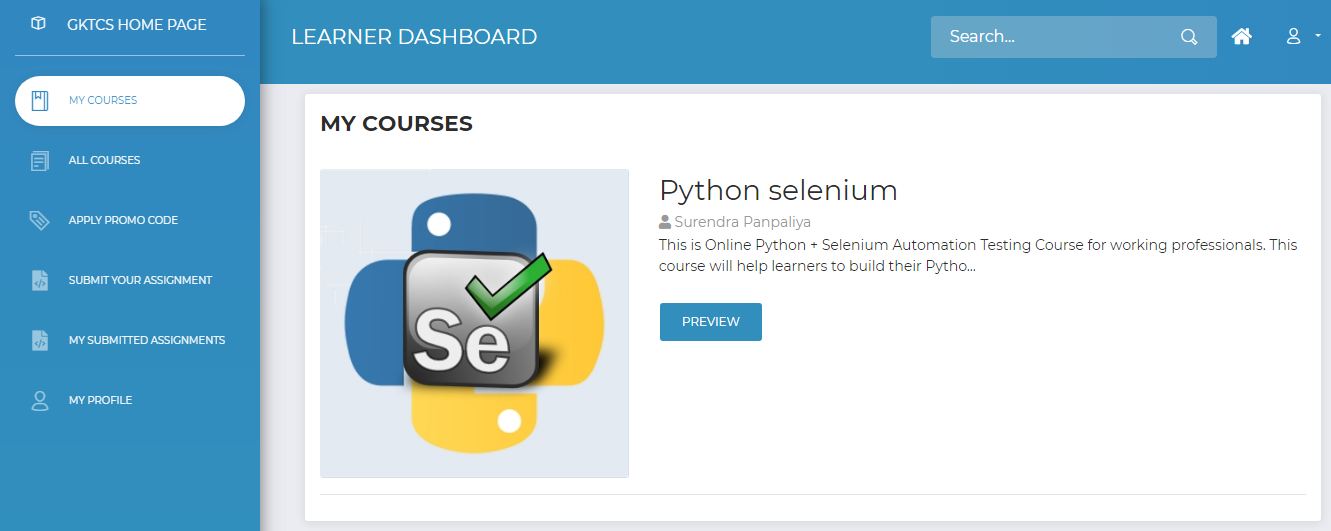 GKTCS HOME PAGE
MY COURSES
ALL COURSES
APPLY PROMO CODE
SUBMIT YOUR ASSIGNMENT
MY SUBMITTED ASSIGNMENTS
MY PROFILE
LEARNER DASHBOARD
Search...
MY COURSES
Se
Python selenium
Surendra Panpaliya
This is Online Python + Selenium Automation Testing Course for working professionals. This
course will help learners to build their Pytho...
PREVIEW